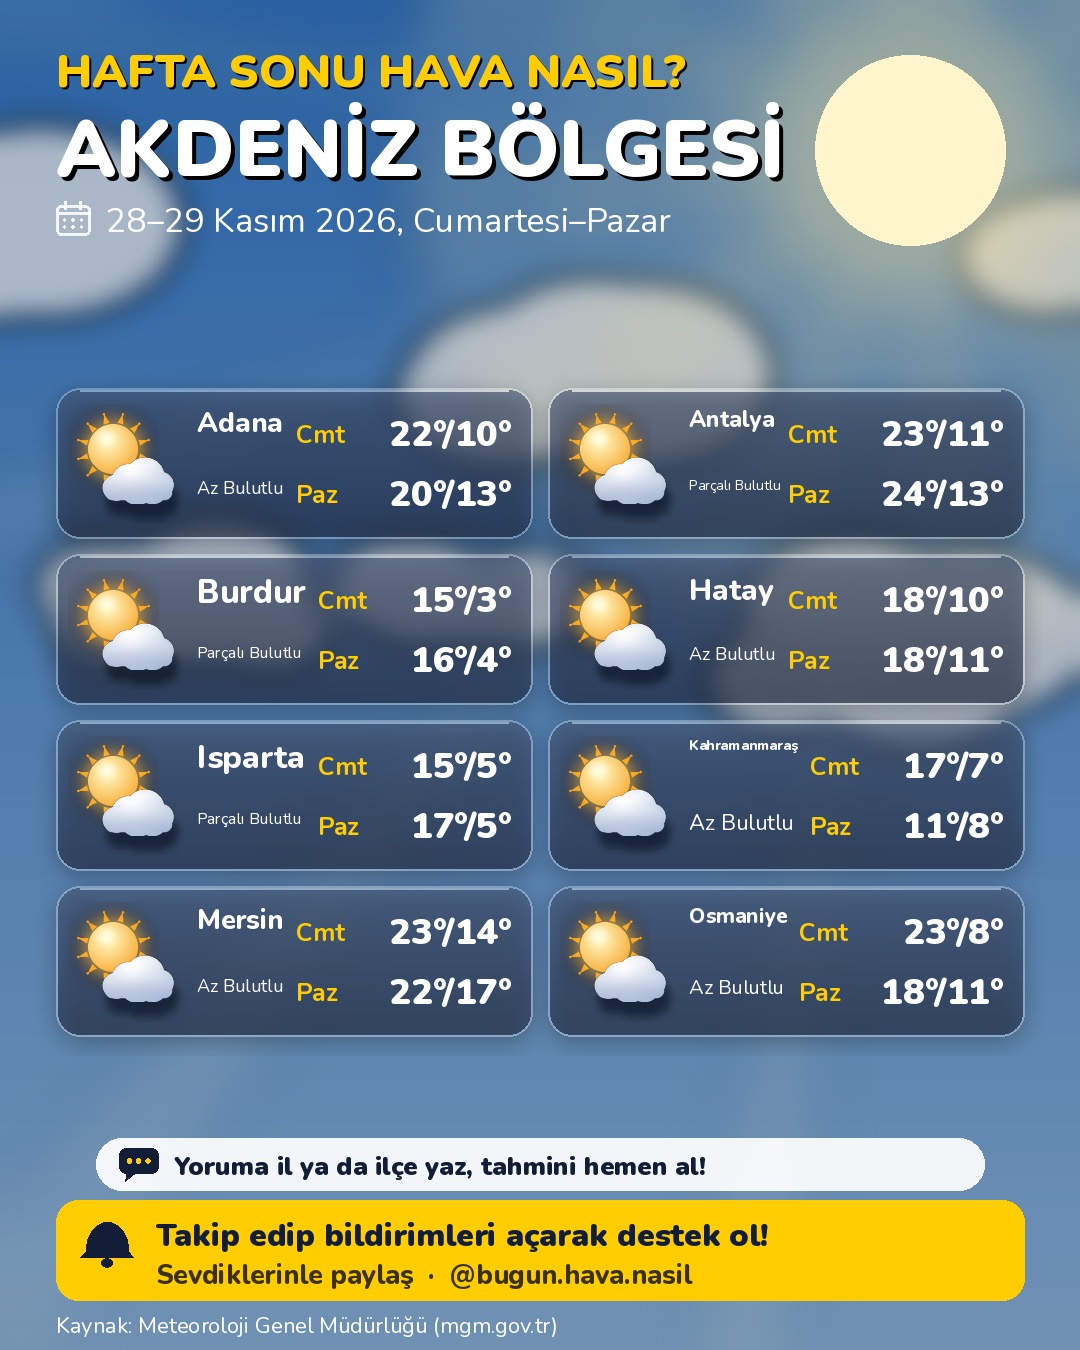 HAFTA SONU HAVA NASIL?
AKDENİZ BÖLGESİ
28–29 Kasım 2026, Cumartesi–Pazar
Adana Cmt 22°/10°
Az Bulutlu Paz 20°/13°
Antalya Cmt 23°/11°
Parçalı Bulutlu Paz 24°/13°
Burdur Cmt 15°/3°
Parçalı Bulutlu Paz 16°/4°
Hatay Cmt 18°/10°
Az Bulutlu Paz 18°/11°
Isparta Cmt 15°/5°
Parçalı Bulutlu Paz 17°/5°
Kahramanmaraş Cmt 17°/7°
Az Bulutlu Paz 11°/8°
Mersin Cmt 23°/14°
Az Bulutlu Paz 22°/17°
Osmaniye Cmt 23°/8°
Az Bulutlu Paz 18°/11°
Yoruma il ya da ilçe yaz, tahmini hemen al!
Takip edip bildirimleri açarak destek ol!
Sevdiklerinle paylaş · @bugun.hava.nasil
Kaynak: Meteoroloji Genel Müdürlüğü (mgm.gov.tr)